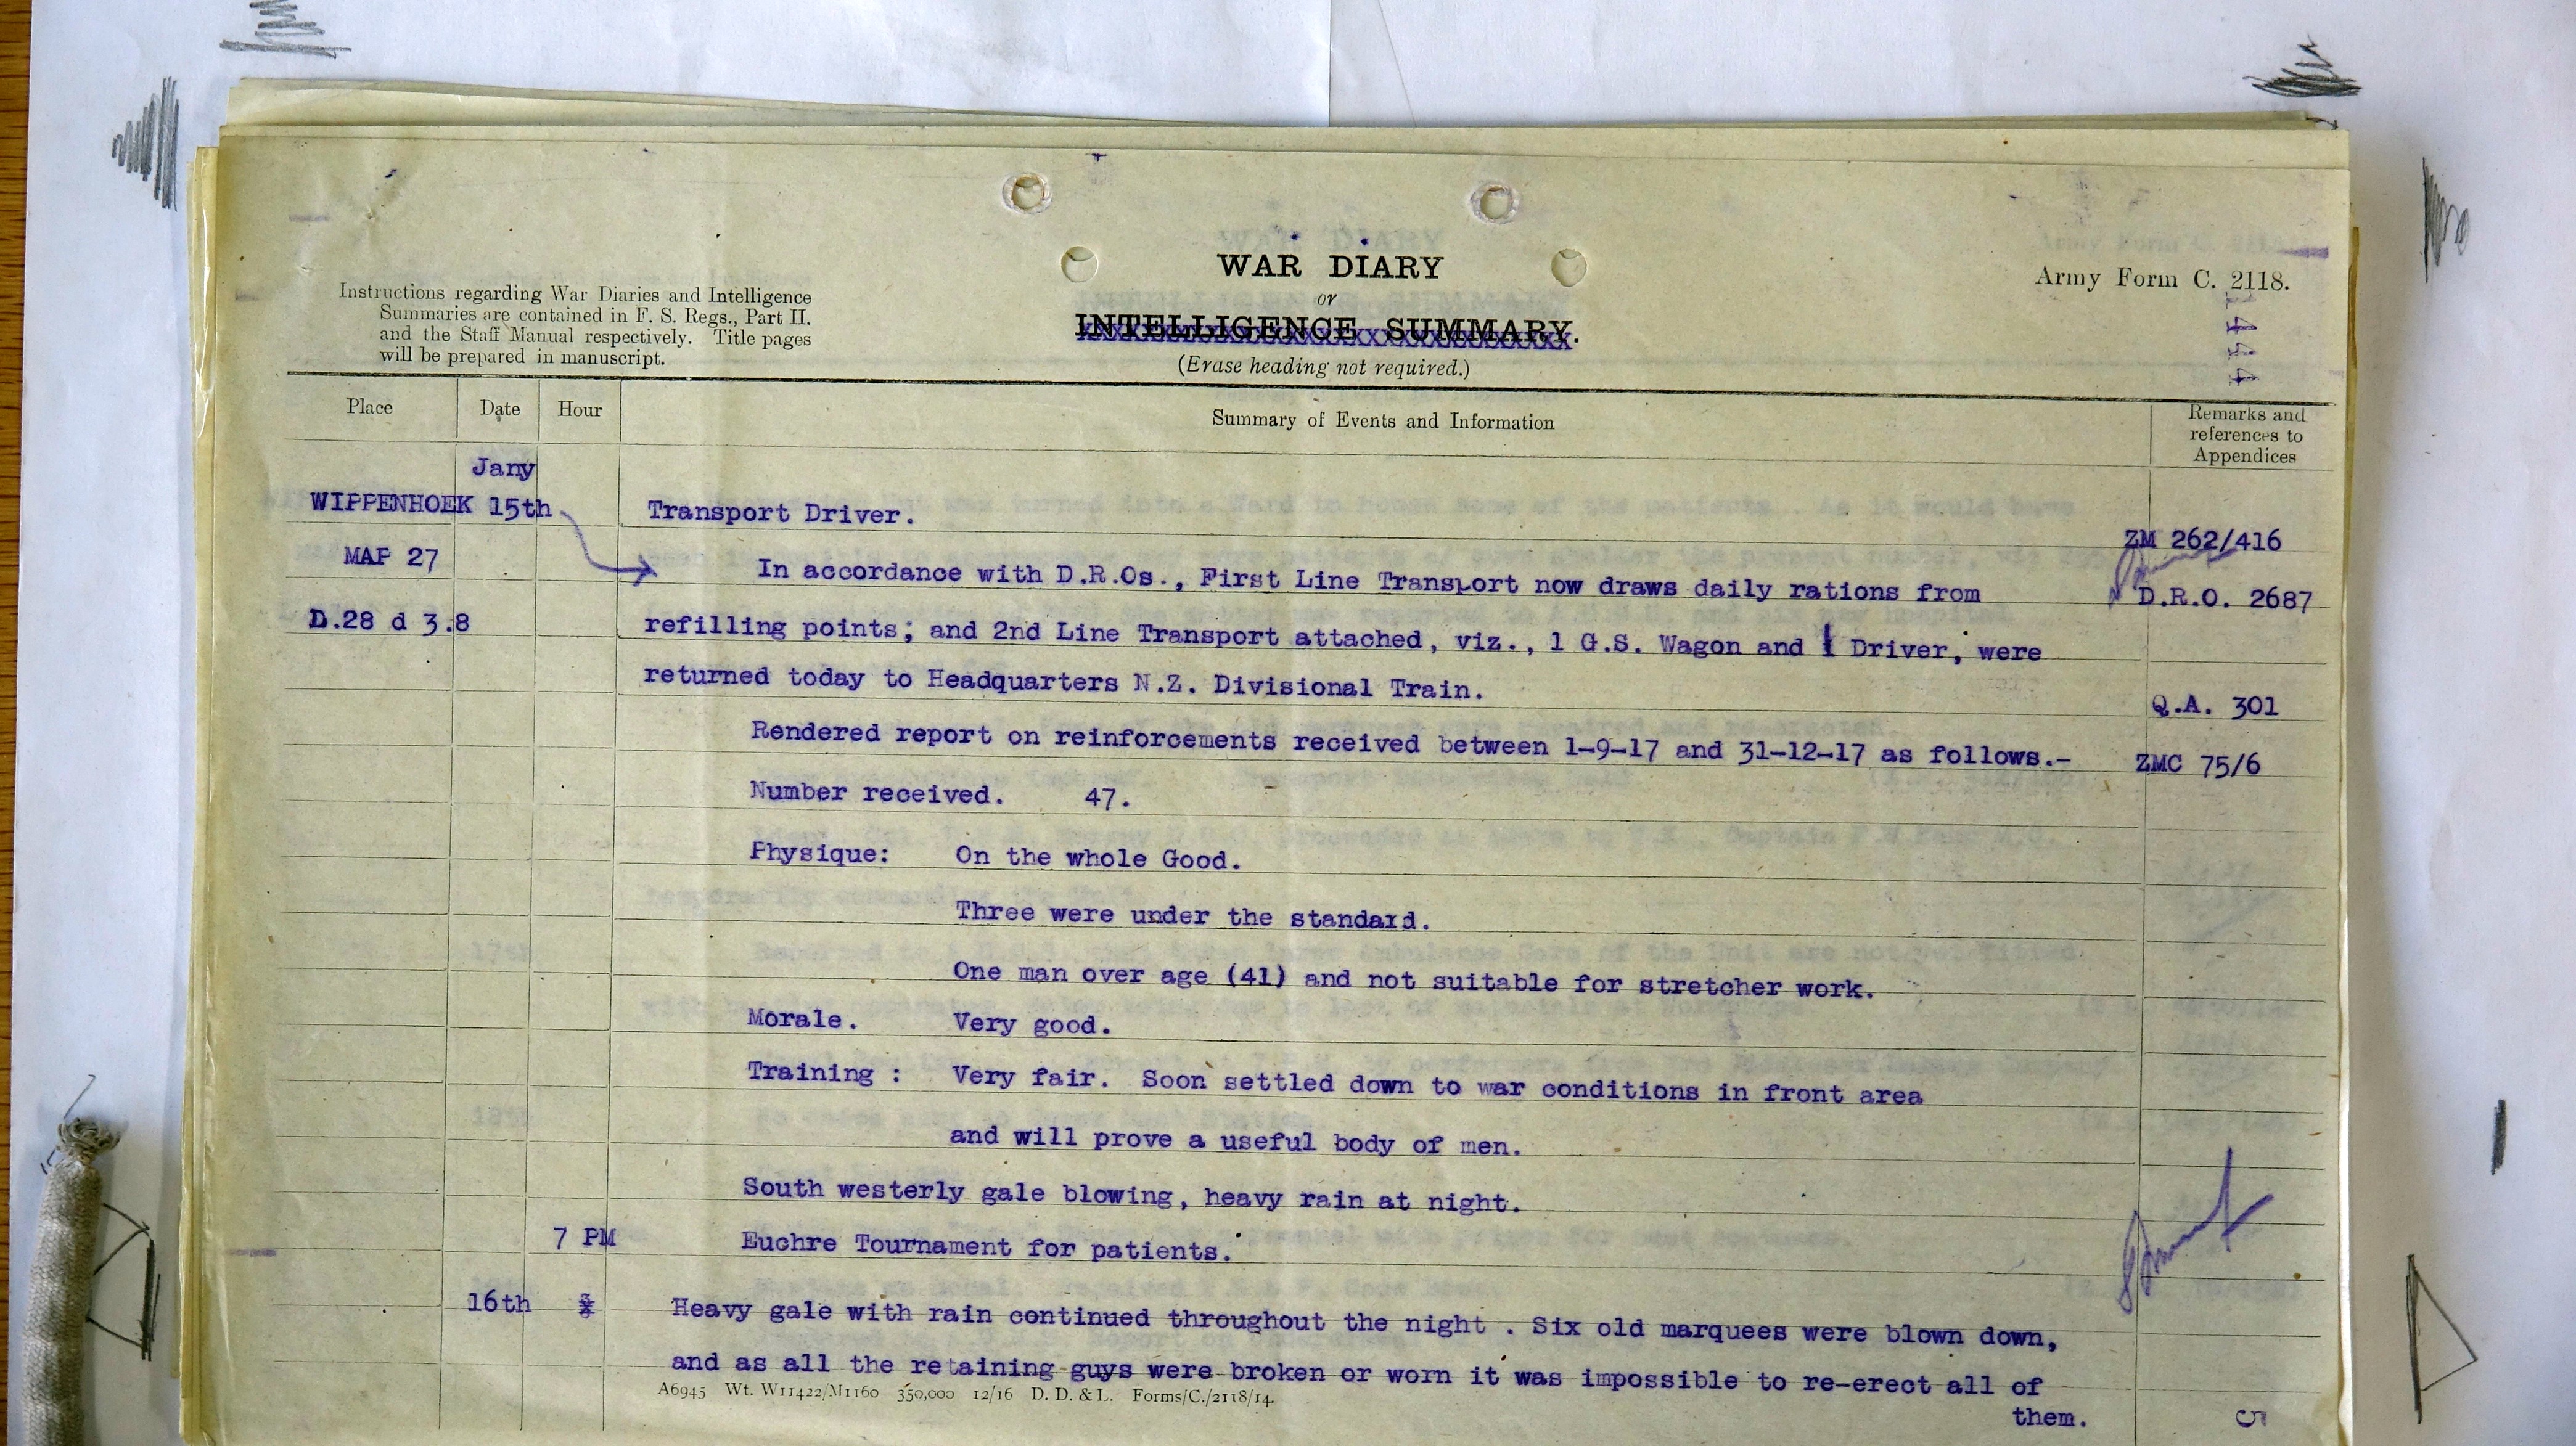 WAR DIARY
or
INTELLIGENCE SUMMARY.
(Erase heading not required.)
Army Form C. 2118.
Instructions regarding War Diaries and Intelligence
Summaries are contained in F. S. Regs., Part II.
and the Staff Manual respectively. Title pages
will be prepared in manuscript.
1444
Place Date Hour Summary of Events and Information Remarks and
references to
Appendices
Jany
WIPPENHOEK 15th Transport Driver.
ZM 262/416
MAP 27 In accordance with D.R.Os., First Line Transport now draws daily rations from D.R.O. 2687
D.28 d 3.8 refilling points; and 2nd Line Transport attached, viz., 1 G.S. Wagon and 1 Driver, were
returned today to Headquarters N.Z. Divisional Train. Q.A. 301
Rendered report on reinforcements received between 1-9-17 and 31-12-17 as follows.- ZMC 75/6
Number received. 47.
Physique: On the whole Good.
Three were under the standard.
One man over age (41) and not suitable for stretcher work.
Morale. Very good.
Training : Very fair. Soon settled down to war conditions in front area
and will prove a useful body of men.
South westerly gale blowing, heavy rain at night.
7 PM Euchre Tournament for patients.
16th Heavy gale with rain continued throughout the night . Six old marquees were blown down,
and as all the retaining guys were broken or worn it was impossible to re-erect all of
them.
A6945 Wt. W11422/M1160 350,000 12/16 D. D. & L. Forms/C./2118/14.
5